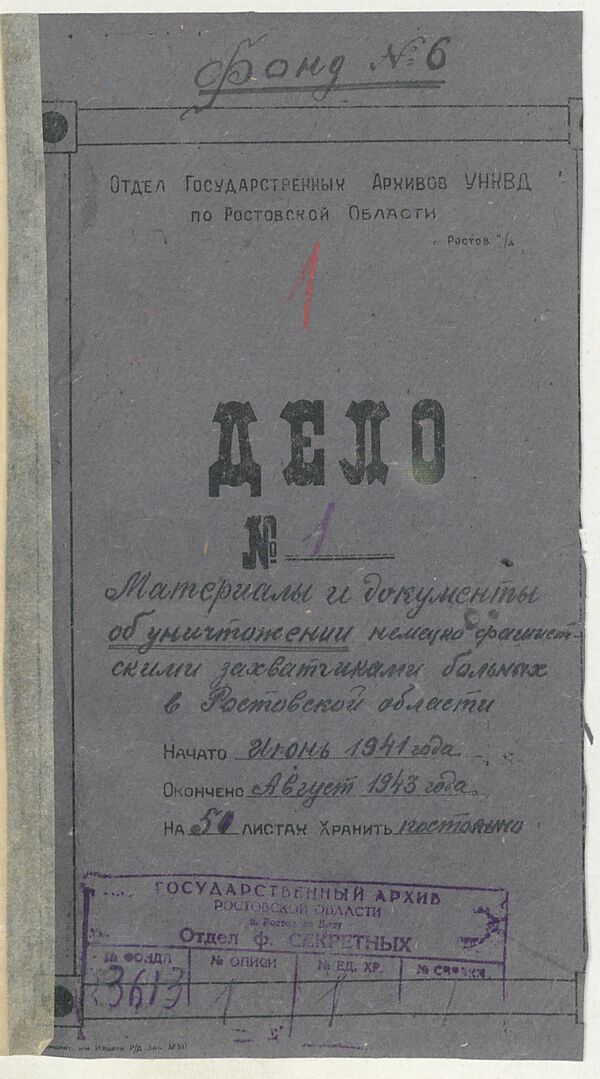 Фонд № 6
Отдел Государственных Архивов УНКВД
по Ростовской Области
г. Ростов н/д
1
ДЕЛО
№ 1
Материалы и документы
об уничтожении немецко фашист-
скими захватчиками больных
в Ростовской области
Начато Июнь 1941 года
Окончено Август 1943 года
На 50 листах Хранить постоянно
ГОСУДАРСТВЕННЫЙ АРХИВ
РОСТОВСКОЙ ОБЛАСТИ
г. Ростов на Дону
Отдел ф. СЕКРЕТНЫХ
№ ФОНДА № ОПИСИ № ЕД. ХР.
3613 1 1
им. Ильича Р/Д Зак.